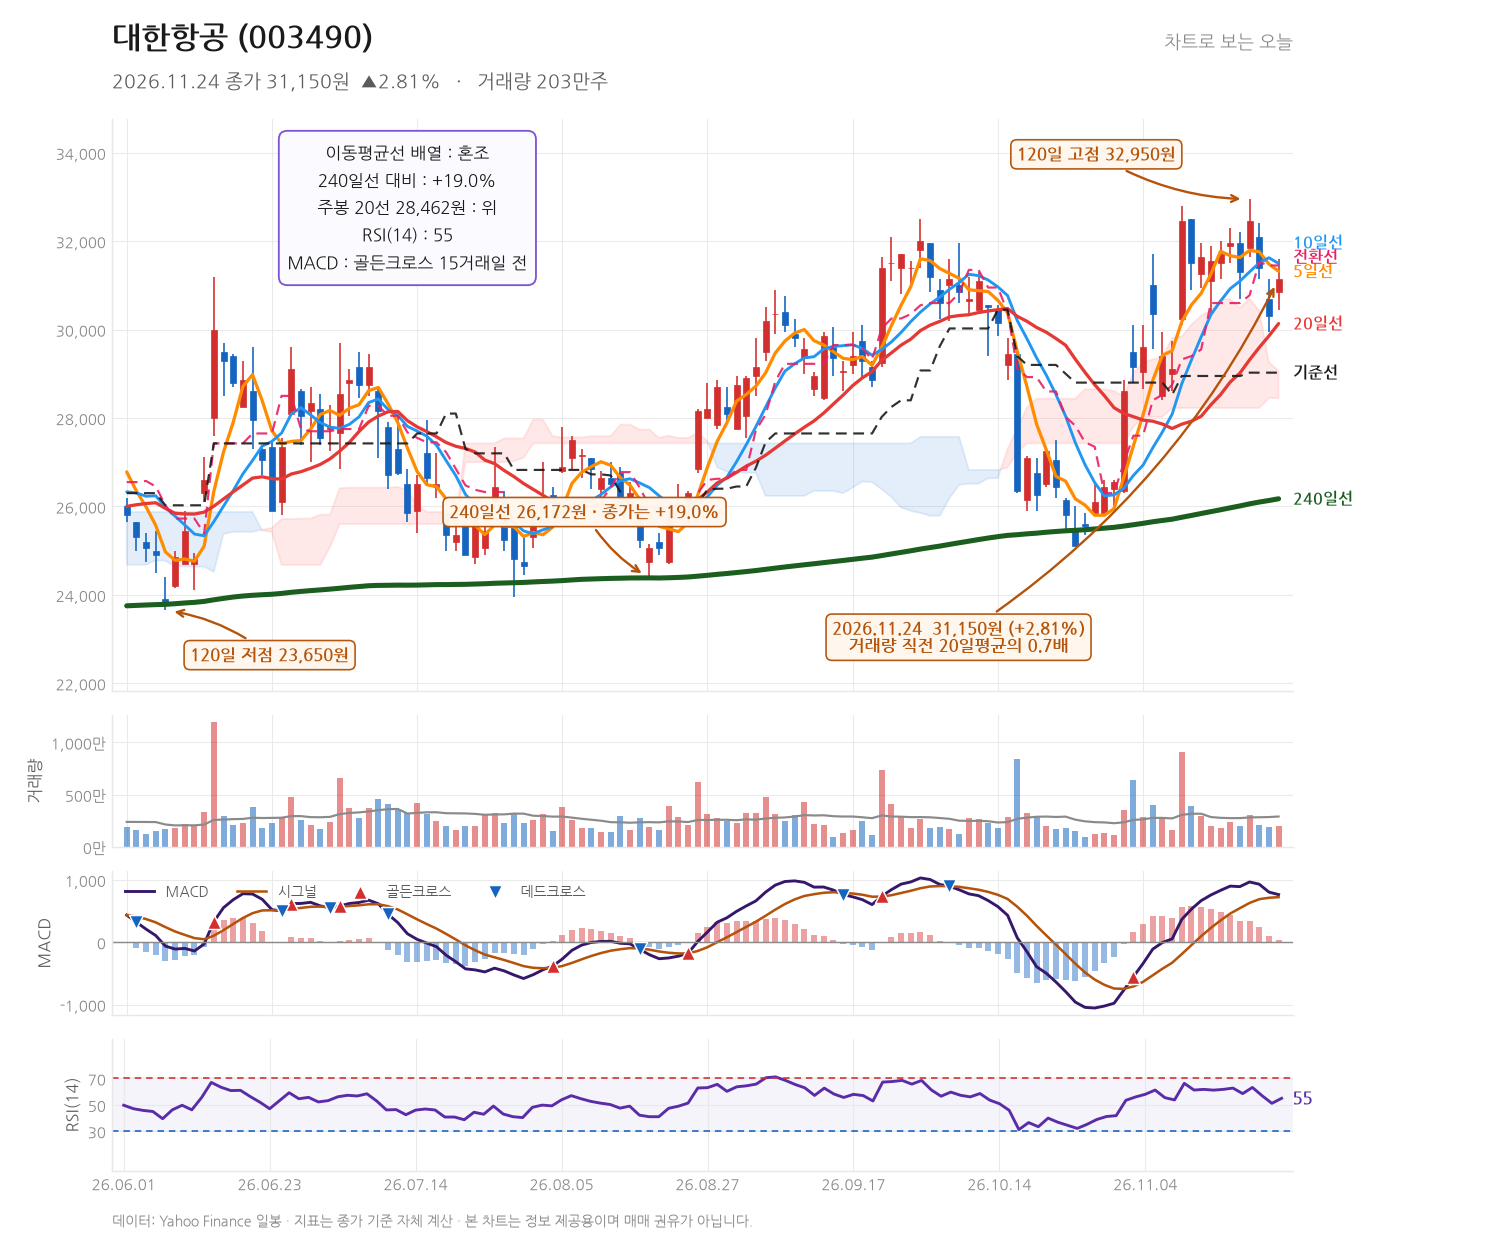 대한항공 (003490)
차트로 보는 오늘
2026.11.24 종가 31,150원 ▲2.81% · 거래량 203만주
이동평균선 배열 : 혼조
240일선 대비 : +19.0%
주봉 20선 28,462원 : 위
RSI(14) : 55
MACD : 골든크로스 15거래일 전
120일 고점 32,950원
34,000
32,000
30,000
28,000
26,000
24,000
22,000
10일선
전환선
5일선
20일선
기준선
240일선
240일선 26,172원 · 종가는 +19.0%
2026.11.24 31,150원 (+2.81%)
거래량 직전 20일평균의 0.7배
120일 저점 23,650원
거래량
1,000만
500만
0만
MACD
1,000
0
-1,000
MACD 시그널 골든크로스 데드크로스
RSI(14)
70
50
30
55
26.06.01 26.06.23 26.07.14 26.08.05 26.08.27 26.09.17 26.10.14 26.11.04
데이터: Yahoo Finance 일봉 · 지표는 종가 기준 자체 계산 · 본 차트는 정보 제공용이며 매매 권유가 아닙니다.